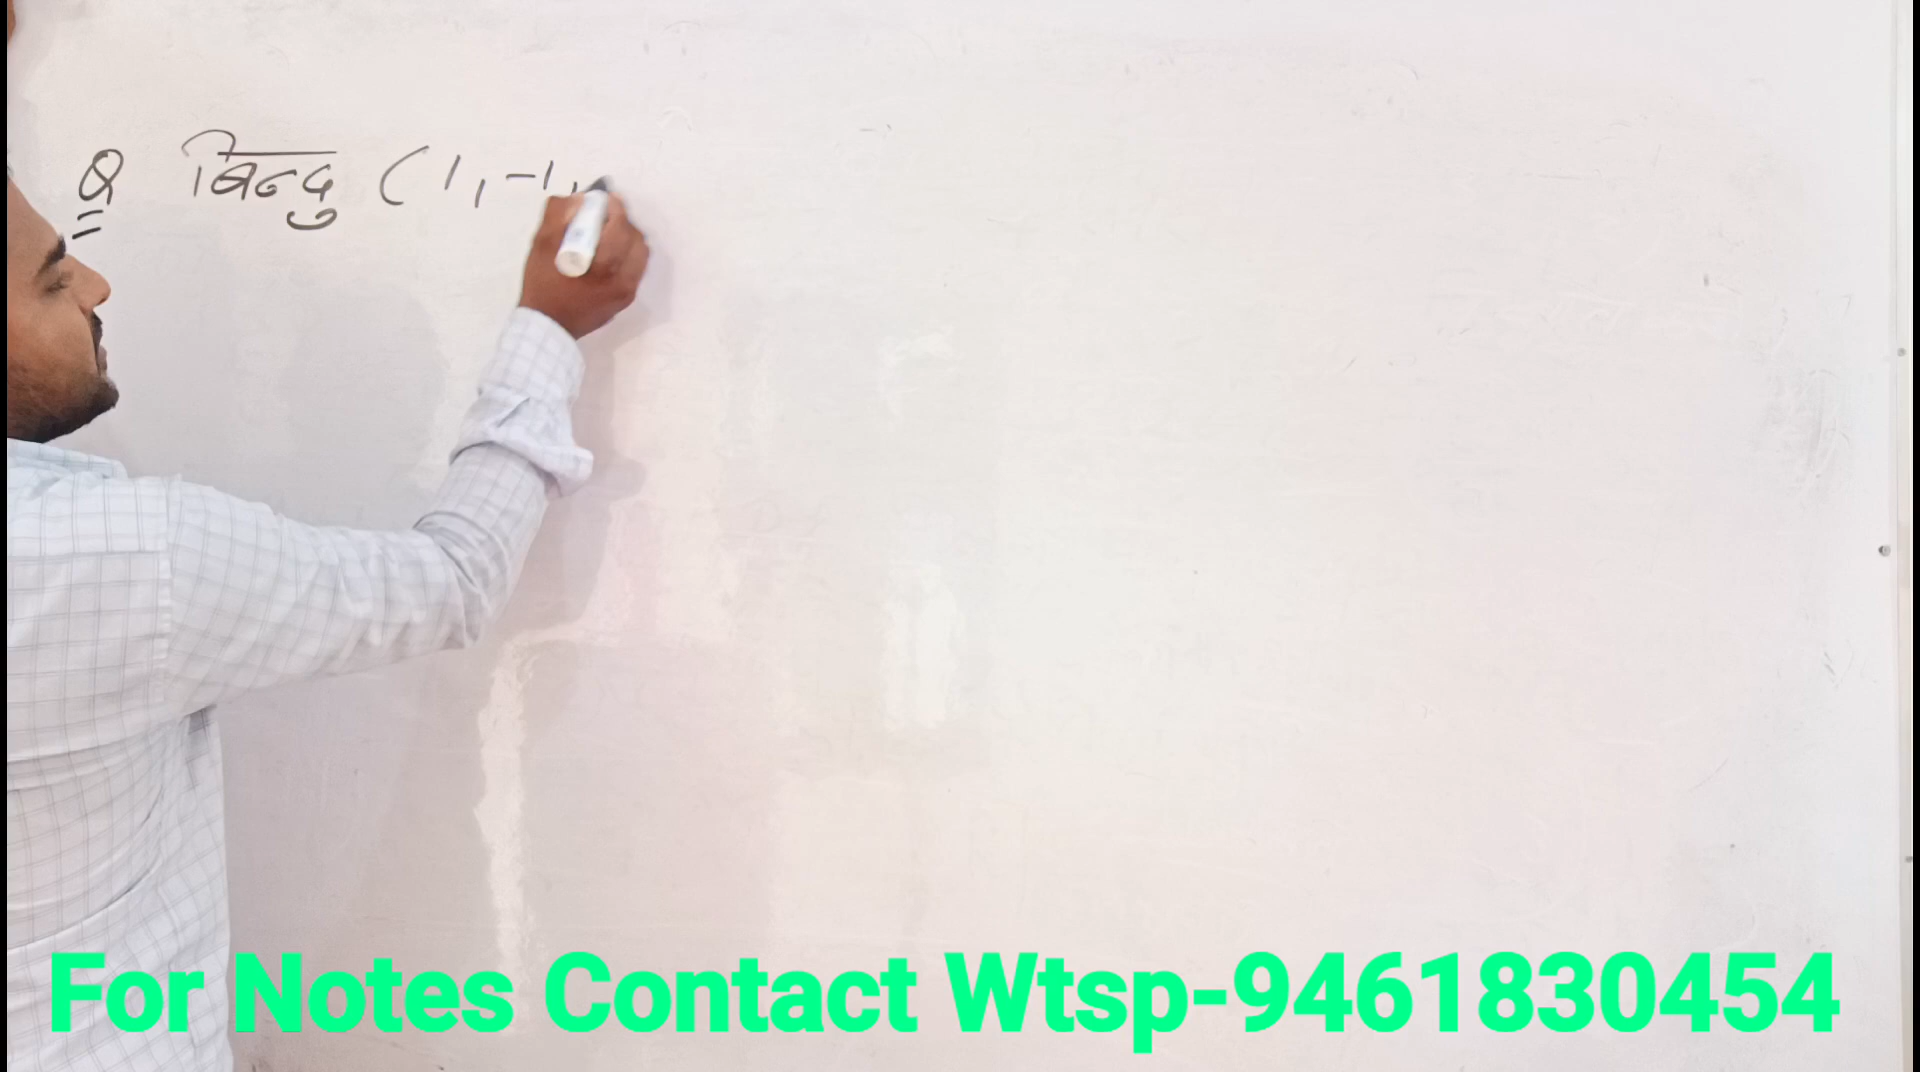 Q बिन्दु (1, -1,
For Notes Contact Wtsp-9461830454